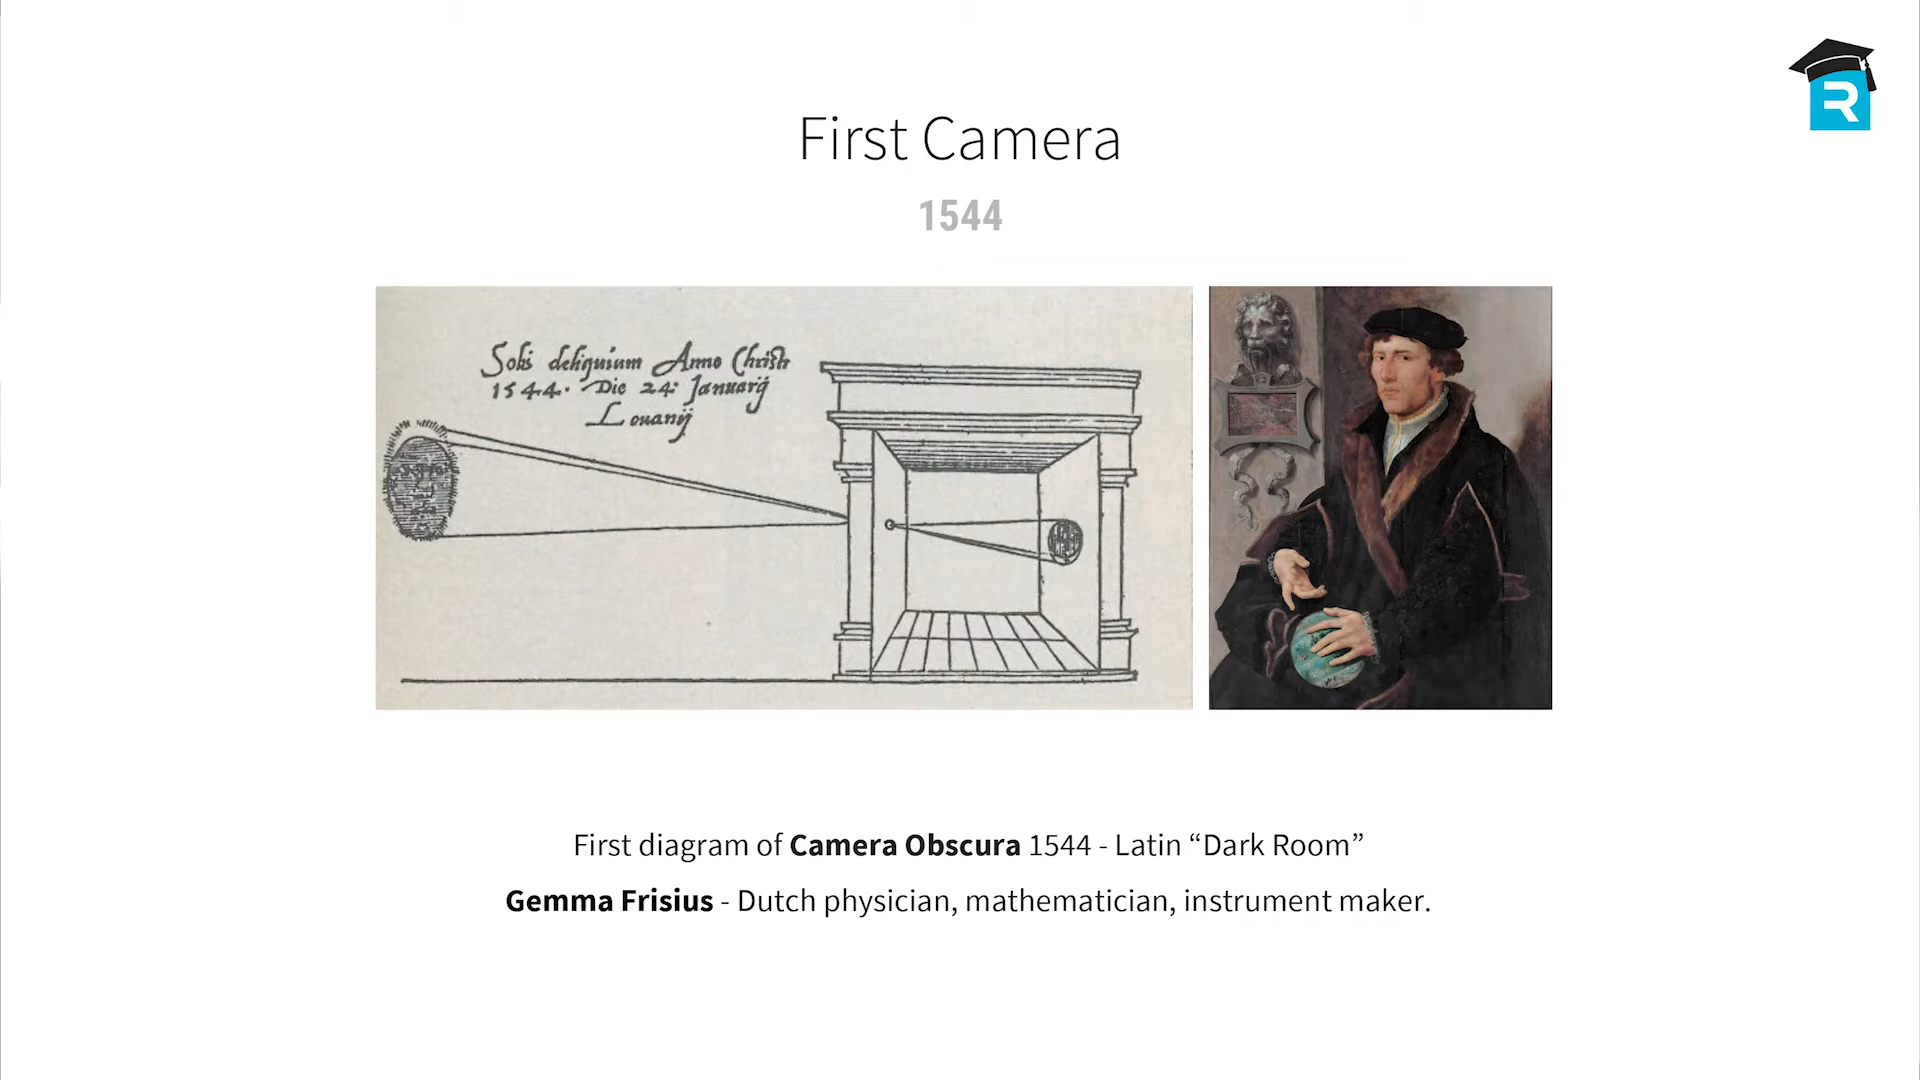 First Camera
1544
Solis deliquium Anno Christi
1544. Die 24: Januarij
Louanij
First diagram of Camera Obscura 1544 - Latin “Dark Room”
Gemma Frisius - Dutch physician, mathematician, instrument maker.
R